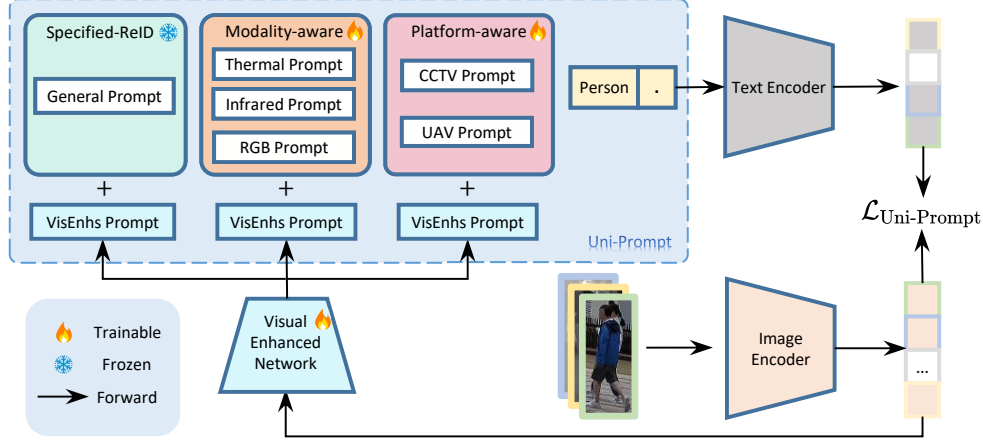 Specified-ReID
General Prompt
Modality-aware
Thermal Prompt
Infrared Prompt
RGB Prompt
Platform-aware
CCTV Prompt
UAV Prompt
Person .
+
+
+
VisEnhs Prompt
VisEnhs Prompt
VisEnhs Prompt
Uni-Prompt
Text Encoder
ℒUni-Prompt
Trainable
Frozen
Forward
Visual
Enhanced
Network
Image
Encoder
...